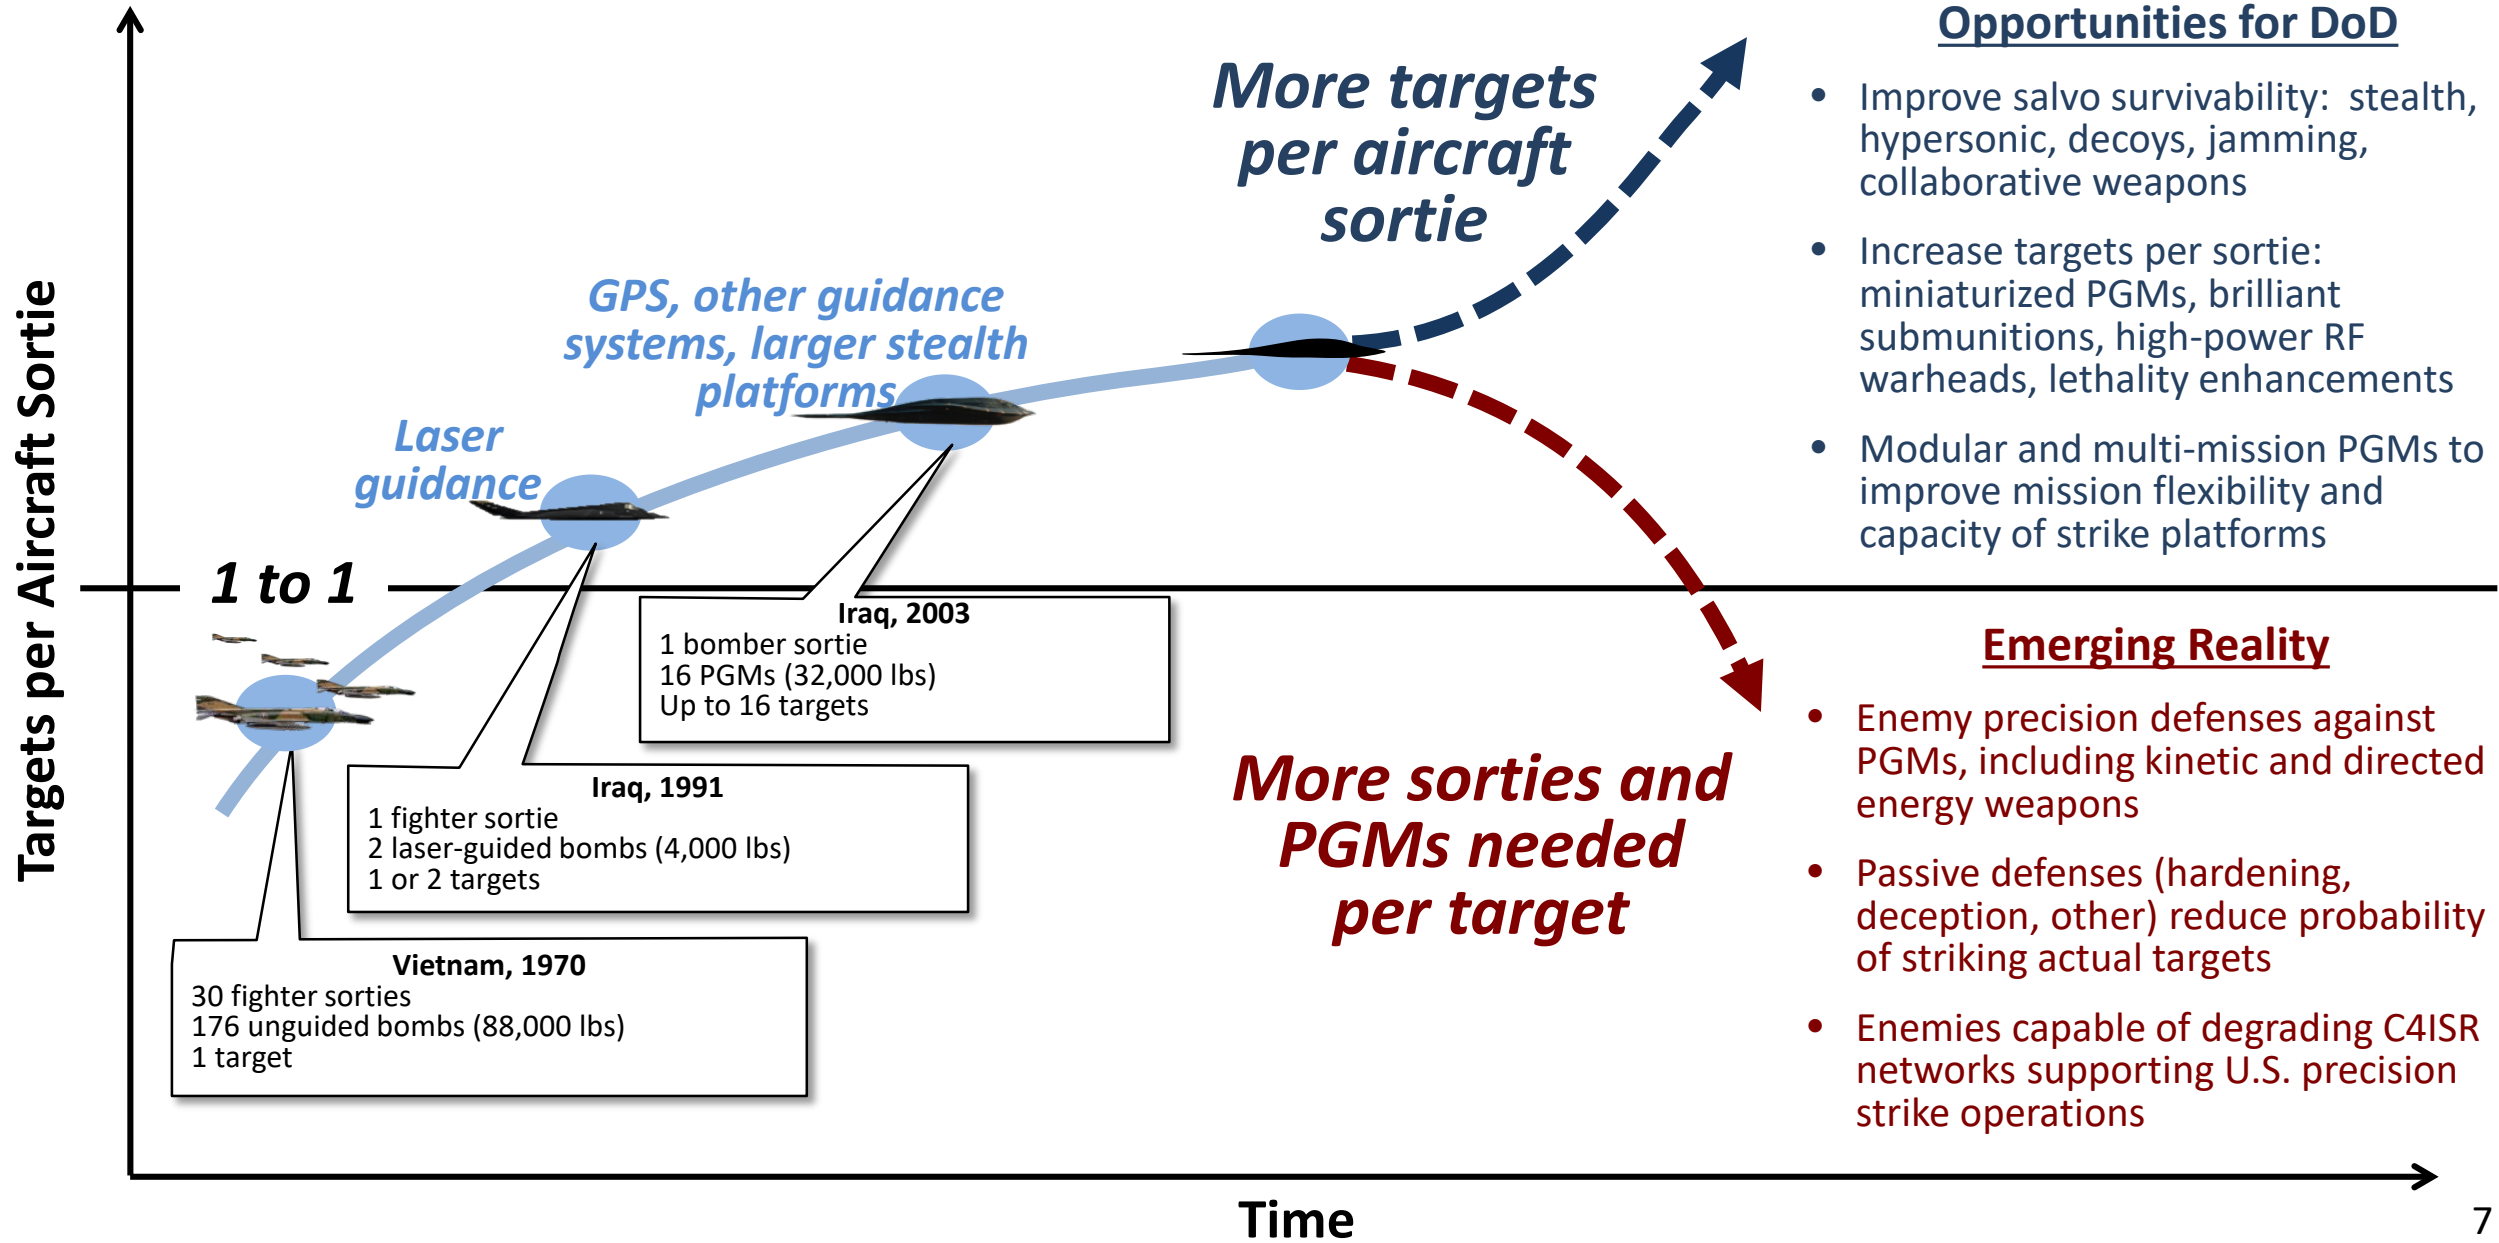 Targets per Aircraft Sortie
1 to 1
Laser
guidance
GPS, other guidance
systems, larger stealth
platforms
More targets
per aircraft
sortie
More sorties and
PGMs needed
per target
Iraq, 2003
1 bomber sortie
16 PGMs (32,000 lbs)
Up to 16 targets
Iraq, 1991
1 fighter sortie
2 laser-guided bombs (4,000 lbs)
1 or 2 targets
Vietnam, 1970
30 fighter sorties
176 unguided bombs (88,000 lbs)
1 target
Opportunities for DoD
• Improve salvo survivability:  stealth,
hypersonic, decoys, jamming,
collaborative weapons
• Increase targets per sortie:
miniaturized PGMs, brilliant
submunitions, high-power RF
warheads, lethality enhancements
• Modular and multi-mission PGMs to
improve mission flexibility and
capacity of strike platforms
Emerging Reality
• Enemy precision defenses against
PGMs, including kinetic and directed
energy weapons
• Passive defenses (hardening,
deception, other) reduce probability
of striking actual targets
• Enemies capable of degrading C4ISR
networks supporting U.S. precision
strike operations
Time
7